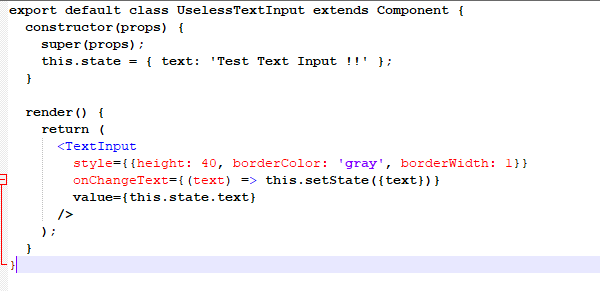 export default class UselessTextInput extends Component {
  constructor(props) {
    super(props);
    this.state = { text: 'Test Text Input !!' };
  }

  render() {
    return (
      <TextInput
        style={{height: 40, borderColor: 'gray', borderWidth: 1}}
        onChangeText={(text) => this.setState({text})}
        value={this.state.text}
      />
    );
  }
}